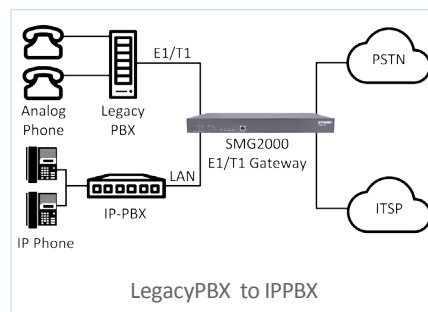 E1/T1
PSTN
Analog
Phone
Legacy
PBX
SMG2000
E1/T1 Gateway
LAN
IP-PBX
IP Phone
ITSP
LegacyPBX to IPPBX